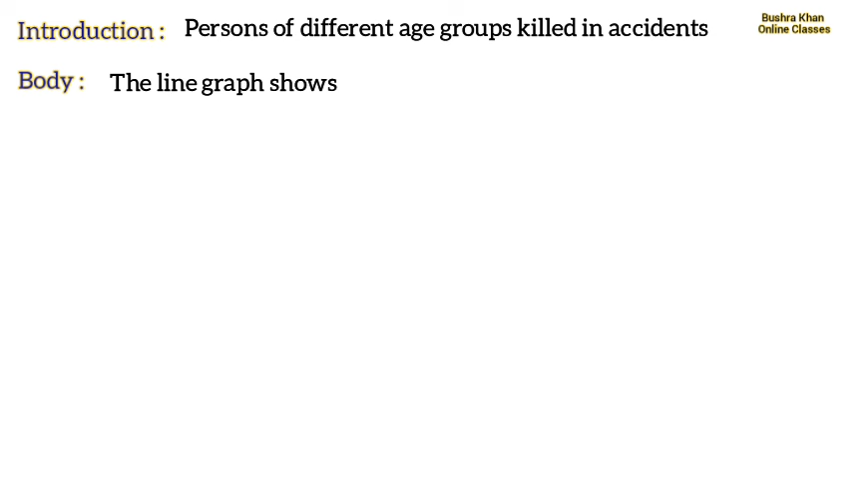 Introduction : Persons of different age groups killed in accidents
Bushra Khan
Online Classes
Body : The line graph shows